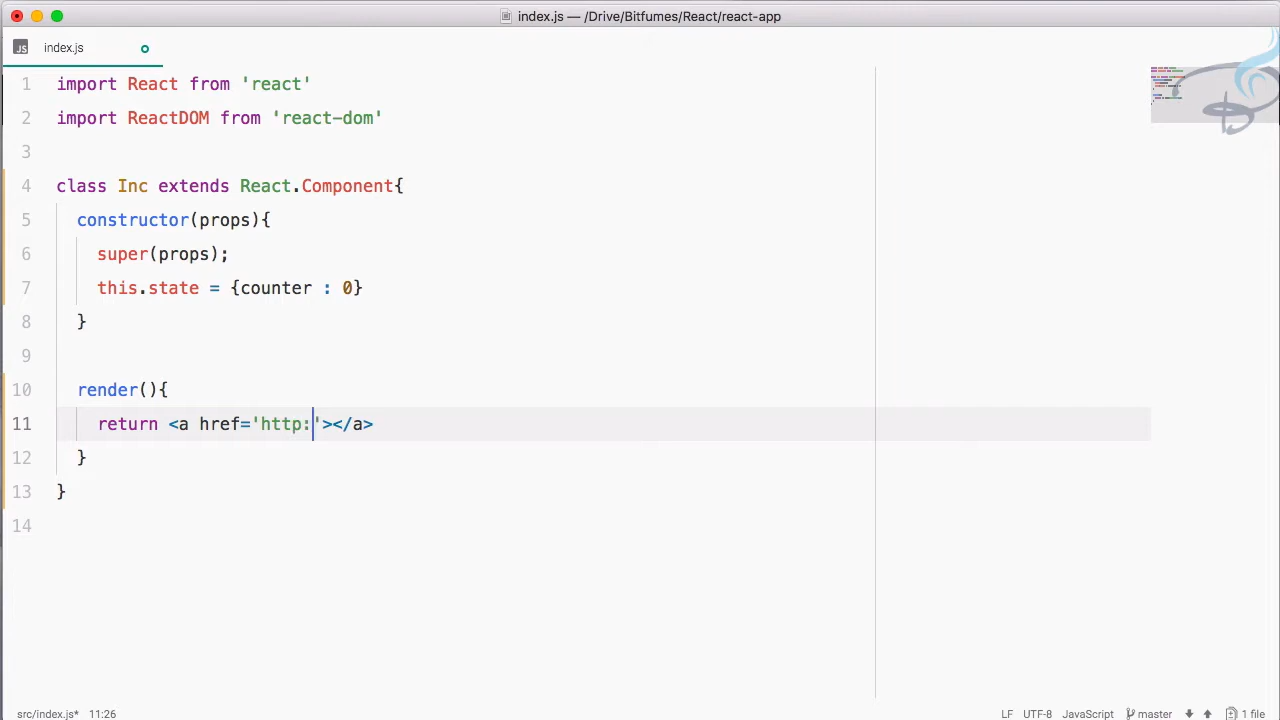 index.js — /Drive/Bitfumes/React/react-app
JS index.js
1 import React from 'react'
2 import ReactDOM from 'react-dom'
3
4 class Inc extends React.Component{
5 constructor(props){
6 super(props);
7 this.state = {counter : 0}
8 }
9
10 render(){
11 return <a href='http:'></a>
12 }
13 }
14
src/index.js* 11:26 LF UTF-8 JavaScript master 1 file